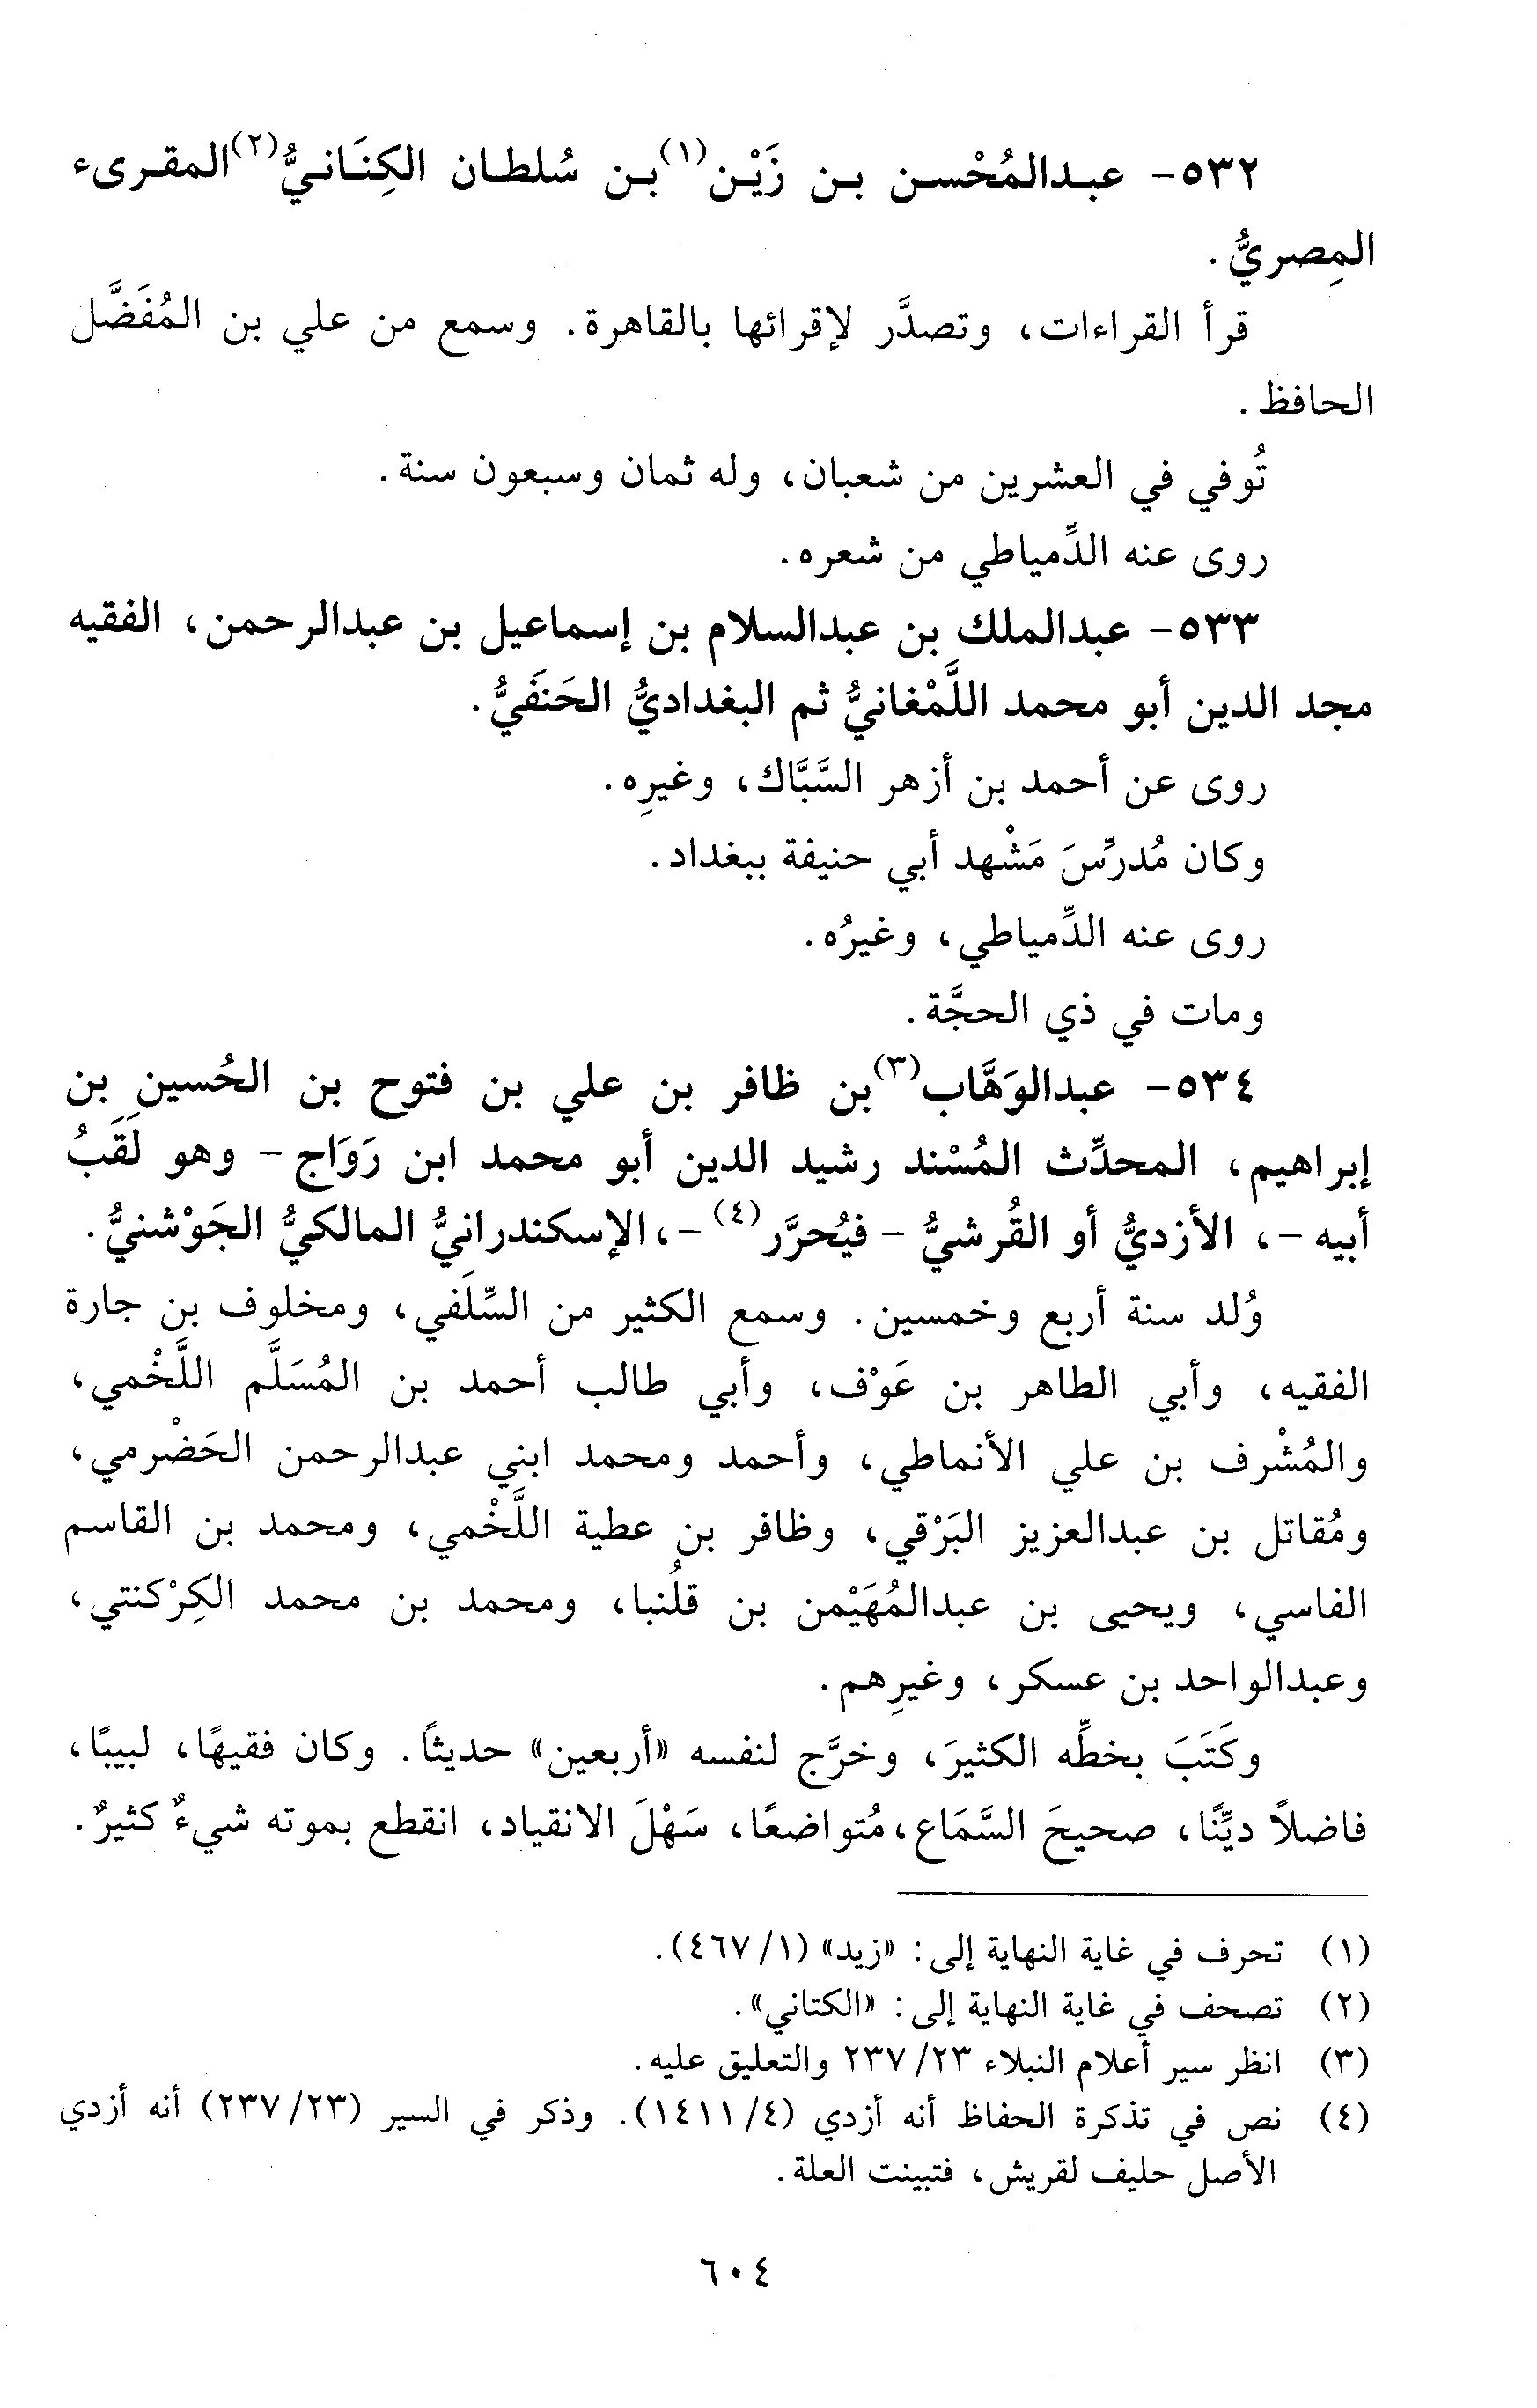 ٥٣٢- عبدالمُحْسن بن زَيْن(١) بن سُلطان الكِنَانيُّ(٢) المقرىء
المِصريُّ.
قرأ القراءات، وتصدَّر لإقرائها بالقاهرة. وسمع من علي بن المُفَضَّل
الحافظ.
تُوفي في العشرين من شعبان، وله ثمان وسبعون سنة.
روى عنه الدِّمياطي من شعره.
٥٣٣- عبدالملك بن عبدالسلام بن إسماعيل بن عبدالرحمن، الفقيه
مجد الدين أبو محمد اللَّمْغانيُّ ثم البغداديُّ الحَنَفيُّ.
روى عن أحمد بن أزهر السَّبَّاك، وغيرِه.
وكان مُدرِّسَ مَشْهد أبي حنيفة ببغداد.
روى عنه الدِّمياطي، وغيرُه.
ومات في ذي الحجَّة.
٥٣٤- عبدالوَهَّاب(٣) بن ظافر بن علي بن فتوح بن الحُسين بن
إبراهيم، المحدِّث المُسْند رشيد الدين أبو محمد ابن رَوَاج - وهو لَقَبُ
أبيه -، الأزديُّ أو القُرشيُّ - فيُحرَّر(٤) -، الإسكندرانيُّ المالكيُّ الجَوْشنيُّ.
وُلد سنة أربع وخمسين. وسمع الكثير من السِّلَفي، ومخلوف بن جارة
الفقيه، وأبي الطاهر بن عَوْف، وأبي طالب أحمد بن المُسَلَّم اللَّخْمي،
والمُشْرف بن علي الأنماطي، وأحمد ومحمد ابني عبدالرحمن الحَضْرمي،
ومُقاتل بن عبدالعزيز البَرْقي، وظافر بن عطية اللَّخْمي، ومحمد بن القاسم
الفاسي، ويحيى بن عبدالمُهَيْمن بن قلُنبا، ومحمد بن محمد الكِرْكنتي،
وعبدالواحد بن عسكر، وغيرِهم.
وكَتَبَ بخطِّه الكثيرَ، وخرَّج لنفسه «أربعين» حديثًا. وكان فقيهًا، لبيبًا،
فاضلاً ديِّنًا، صحيحَ السَّمَاع، مُتواضعًا، سَهْلَ الانقياد، انقطع بموته شيءٌ كثيرٌ.
(١) تحرف في غاية النهاية إلى: «زيد» (١/ ٤٦٧).
(٢) تصحف في غاية النهاية إلى: «الكتاني».
(٣) انظر سير أعلام النبلاء ٢٣/ ٢٣٧ والتعليق عليه.
(٤) نص في تذكرة الحفاظ أنه أزدي (٤/ ١٤١١). وذكر في السير (٢٣/ ٢٣٧) أنه أزدي
الأصل حليف لقريش، فتبينت العلة.
٦٠٤